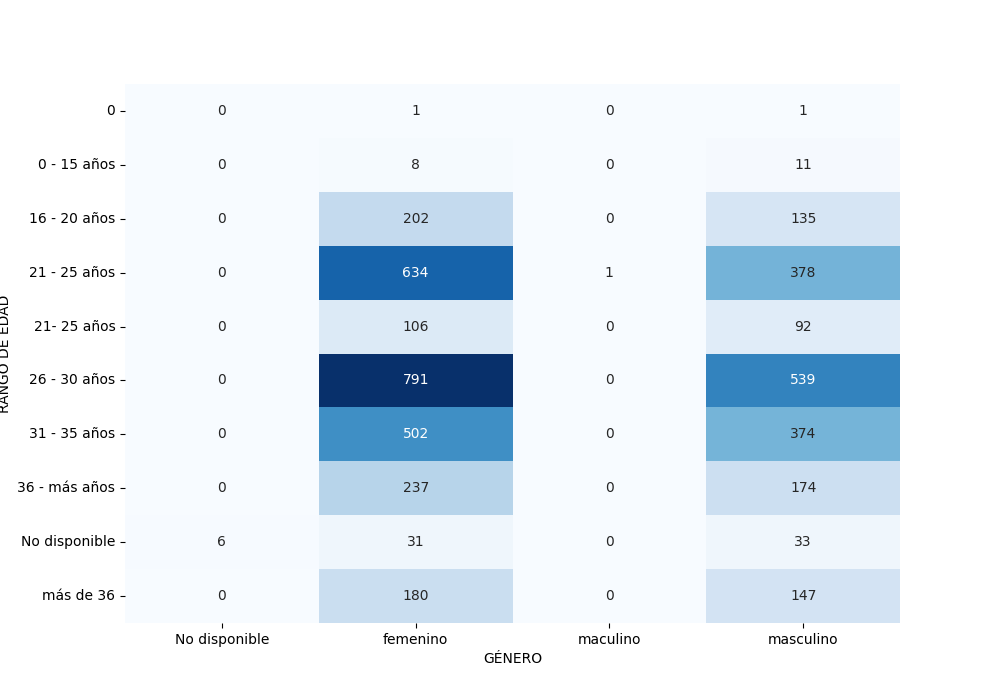 0 0 1 0 1
0 - 15 años 0 8 0 11
16 - 20 años 0 202 0 135
21 - 25 años 0 634 1 378
21- 25 años 0 106 0 92
26 - 30 años 0 791 0 539
31 - 35 años 0 502 0 374
36 - más años 0 237 0 174
No disponible 6 31 0 33
más de 36 0 180 0 147
No disponible femenino maculino masculino
GÉNERO
RANGO DE EDAD